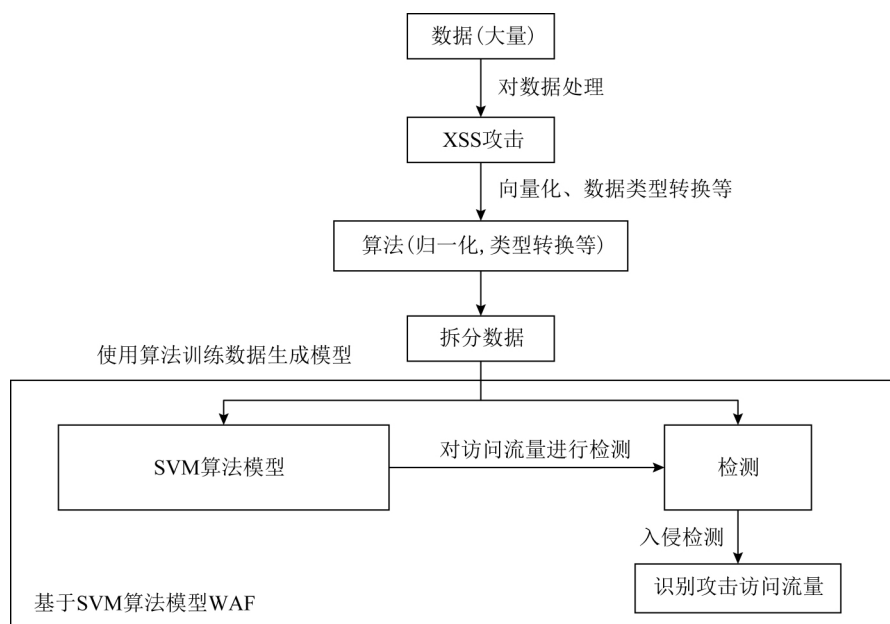 数据(大量)
对数据处理
XSS攻击
向量化、数据类型转换等
算法(归一化,类型转换等)
拆分数据
使用算法训练数据生成模型
SVM算法模型
对访问流量进行检测
检测
入侵检测
识别攻击访问流量
基于SVM算法模型WAF